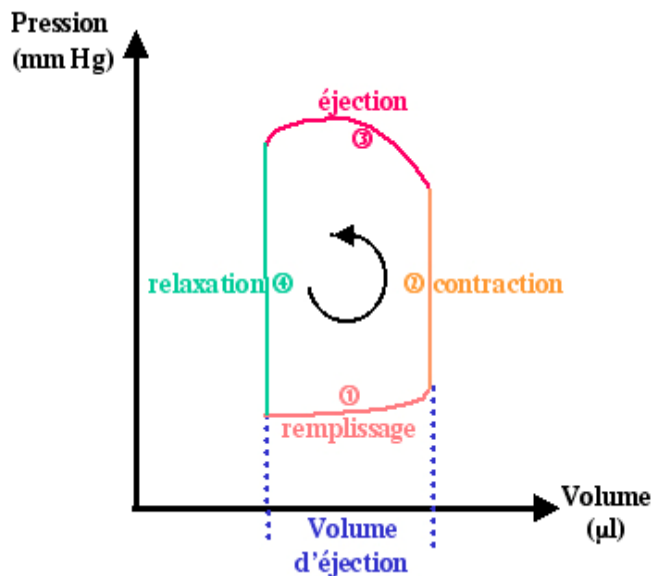 Pression
(mm Hg)
éjection
③
relaxation ④
② contraction
①
remplissage
Volume
(µl)
Volume
d'éjection